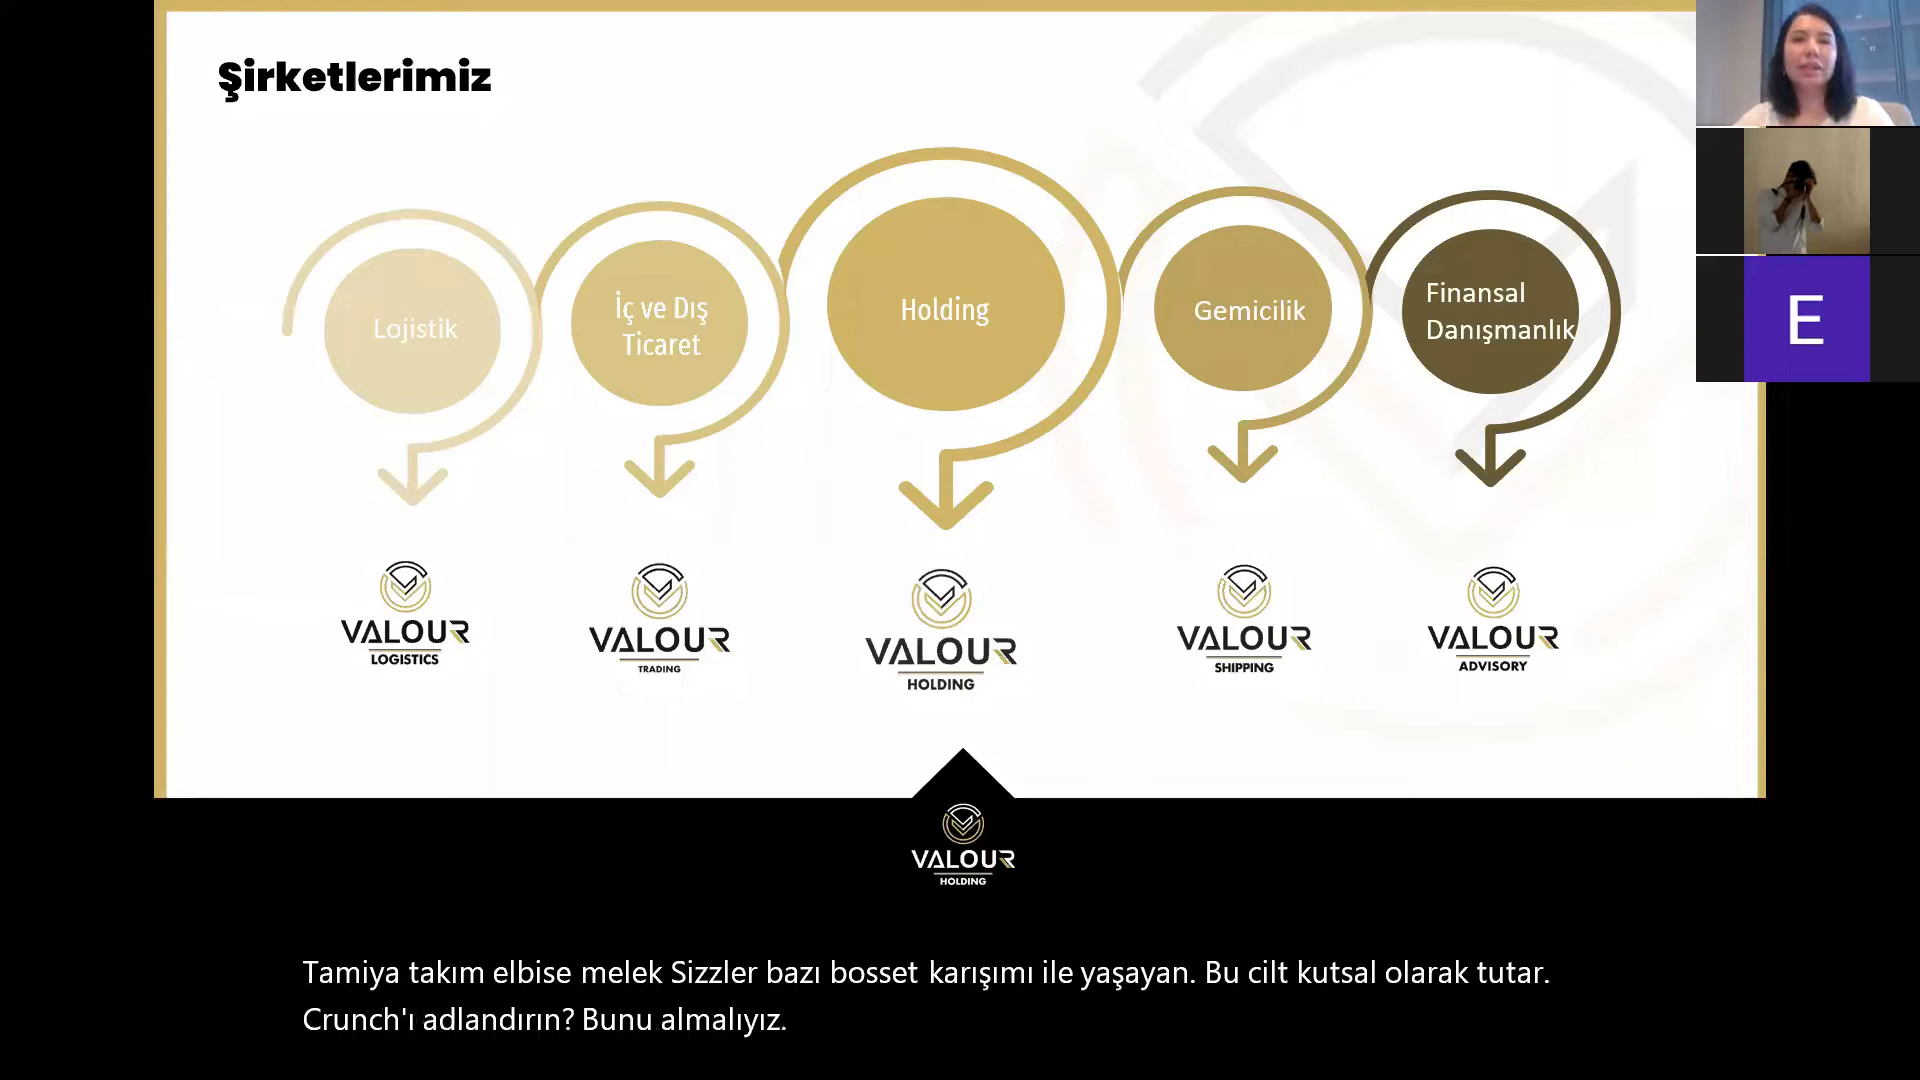 Şirketlerimiz
Lojistik
İç ve Dış
Ticaret
Holding
Gemicilik
Finansal
Danışmanlık
VALOUR
LOGISTICS
VALOUR
TRADING
VALOUR
HOLDING
VALOUR
SHIPPING
VALOUR
ADVISORY
E
VALOUR
HOLDING
Tamiya takım elbise melek Sizzler bazı bosset karışımı ile yaşayan. Bu cilt kutsal olarak tutar.
Crunch'ı adlandırın? Bunu almalıyız.